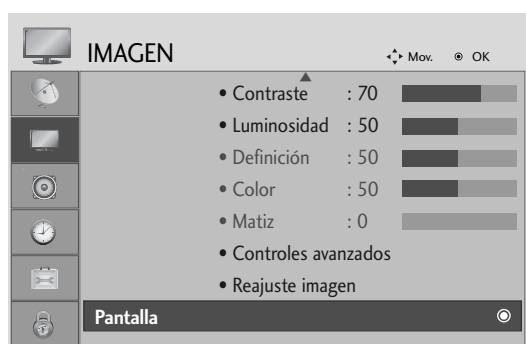 IMAGEN Mov. OK
• Contraste : 70
• Luminosidad : 50
• Definición : 50
• Color : 50
• Matiz : 0
• Controles avanzados
• Reajuste imagen
Pantalla